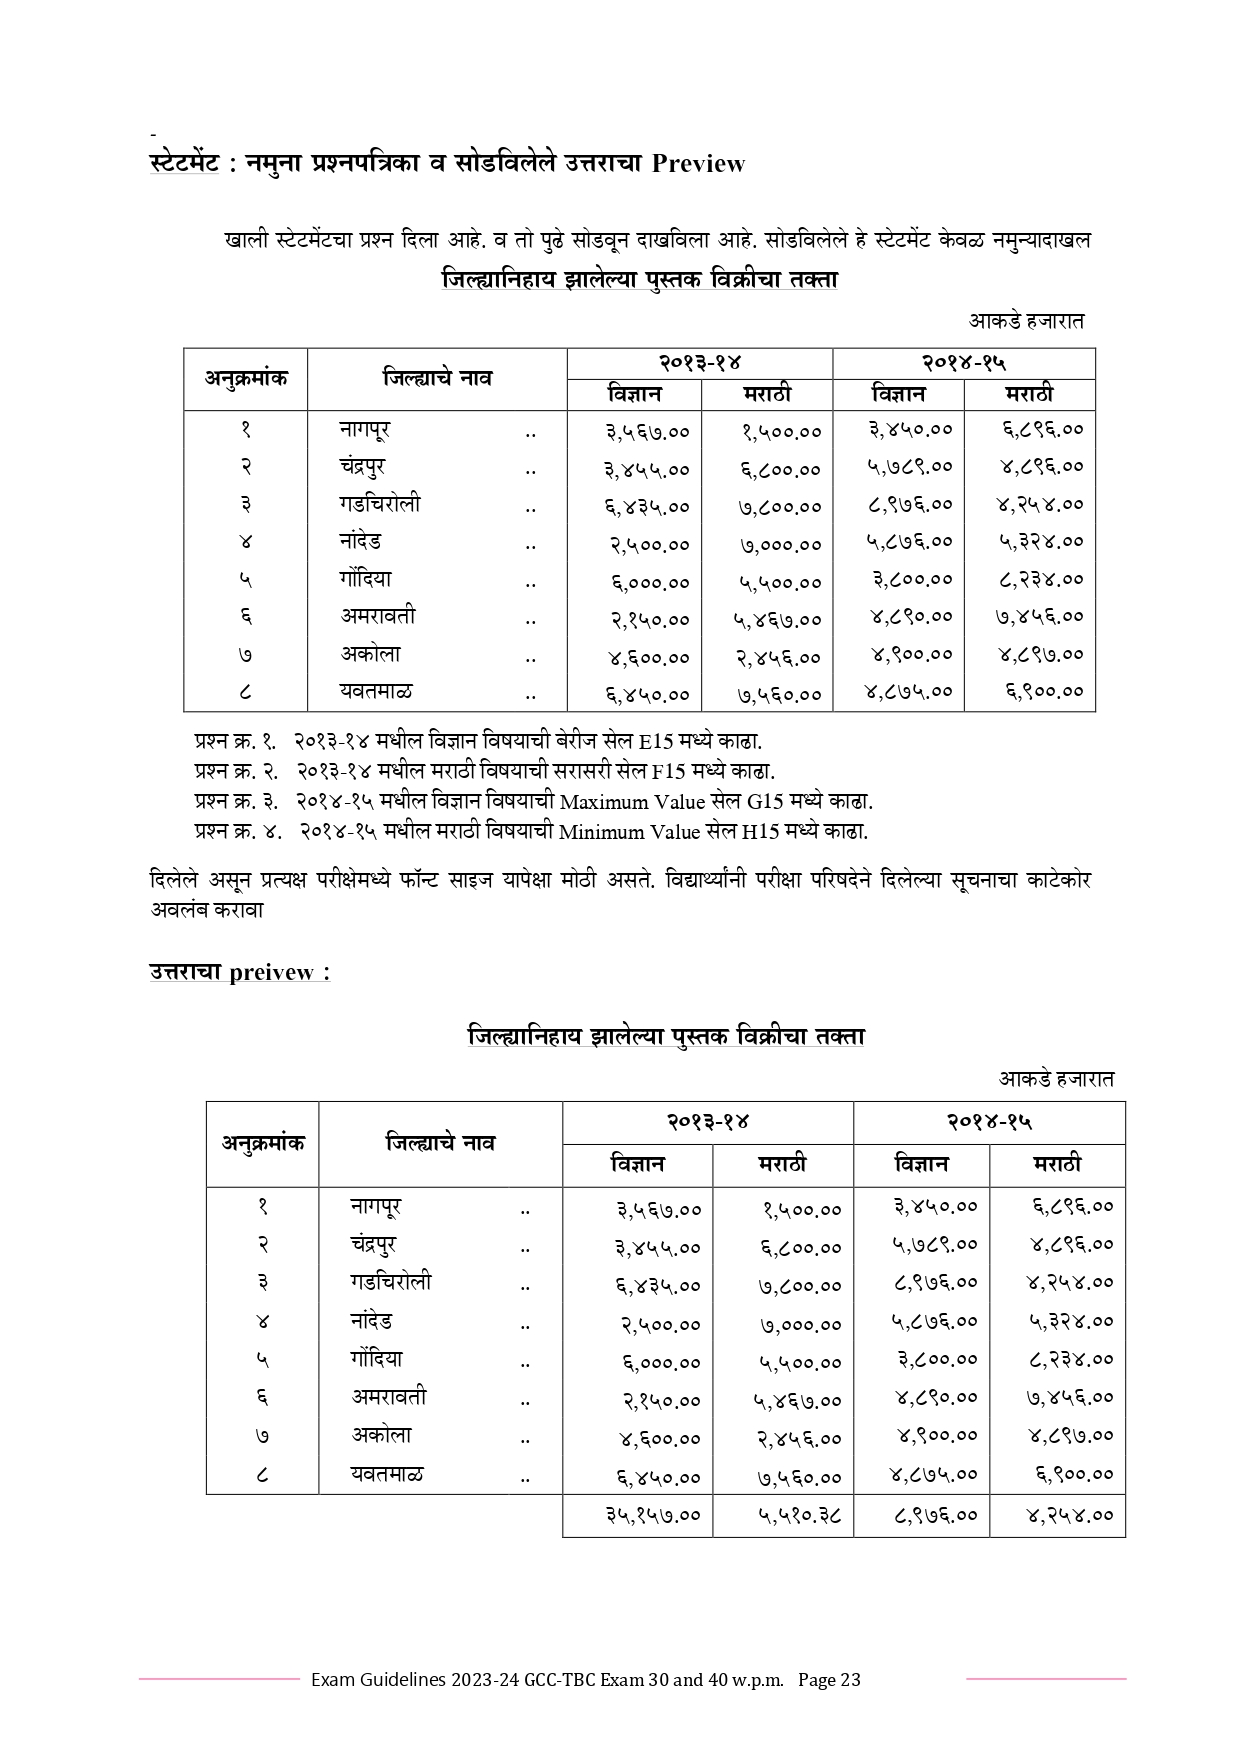 -
स्टेटमेंट : नमुना प्रश्नपत्रिका व सोडविलेले उत्तराचा Preview
खाली स्टेटमेंटचा प्रश्न दिला आहे. व तो पुढे सोडवून दाखविला आहे. सोडविलेले हे स्टेटमेंट केवळ नमुन्यादाखल
जिल्ह्यानिहाय झालेल्या पुस्तक विक्रीचा तक्ता
आकडे हजारात
अनुक्रमांक जिल्ह्याचे नाव २०१३-१४ २०१४-१५
विज्ञान मराठी विज्ञान मराठी
१ नागपूर .. ३,५६७.०० १,५००.०० ३,४५०.०० ६,८९६.००
२ चंद्रपुर .. ३,४५५.०० ६,८००.०० ५,७८९.०० ४,८९६.००
३ गडचिरोली .. ६,४३५.०० ७,८००.०० ८,९७६.०० ४,२५४.००
४ नांदेड .. २,५००.०० ७,०००.०० ५,८७६.०० ५,३२४.००
५ गोंदिया .. ६,०००.०० ५,५००.०० ३,८००.०० ८,२३४.००
६ अमरावती .. २,१५०.०० ५,४६७.०० ४,८९०.०० ७,४५६.००
७ अकोला .. ४,६००.०० २,४५६.०० ४,९००.०० ४,८९७.००
८ यवतमाळ .. ६,४५०.०० ७,५६०.०० ४,८७५.०० ६,९००.००
प्रश्न क्र. १. २०१३-१४ मधील विज्ञान विषयाची बेरीज सेल E15 मध्ये काढा.
प्रश्न क्र. २. २०१३-१४ मधील मराठी विषयाची सरासरी सेल F15 मध्ये काढा.
प्रश्न क्र. ३. २०१४-१५ मधील विज्ञान विषयाची Maximum Value सेल G15 मध्ये काढा.
प्रश्न क्र. ४. २०१४-१५ मधील मराठी विषयाची Minimum Value सेल H15 मध्ये काढा.
दिलेले असून प्रत्यक्ष परीक्षेमध्ये फॉन्ट साइज यापेक्षा मोठी असते. विद्यार्थ्यांनी परीक्षा परिषदेने दिलेल्या सूचनाचा काटेकोर
अवलंब करावा
उत्तराचा preivew :
जिल्ह्यानिहाय झालेल्या पुस्तक विक्रीचा तक्ता
आकडे हजारात
अनुक्रमांक जिल्ह्याचे नाव २०१३-१४ २०१४-१५
विज्ञान मराठी विज्ञान मराठी
१ नागपूर .. ३,५६७.०० १,५००.०० ३,४५०.०० ६,८९६.००
२ चंद्रपुर .. ३,४५५.०० ६,८००.०० ५,७८९.०० ४,८९६.००
३ गडचिरोली .. ६,४३५.०० ७,८००.०० ८,९७६.०० ४,२५४.००
४ नांदेड .. २,५००.०० ७,०००.०० ५,८७६.०० ५,३२४.००
५ गोंदिया .. ६,०००.०० ५,५००.०० ३,८००.०० ८,२३४.००
६ अमरावती .. २,१५०.०० ५,४६७.०० ४,८९०.०० ७,४५६.००
७ अकोला .. ४,६००.०० २,४५६.०० ४,९००.०० ४,८९७.००
८ यवतमाळ .. ६,४५०.०० ७,५६०.०० ४,८७५.०० ६,९००.००
३५,१५७.०० ५,५१०.३८ ८,९७६.०० ४,२५४.००
Exam Guidelines 2023-24 GCC-TBC Exam 30 and 40 w.p.m. Page 23